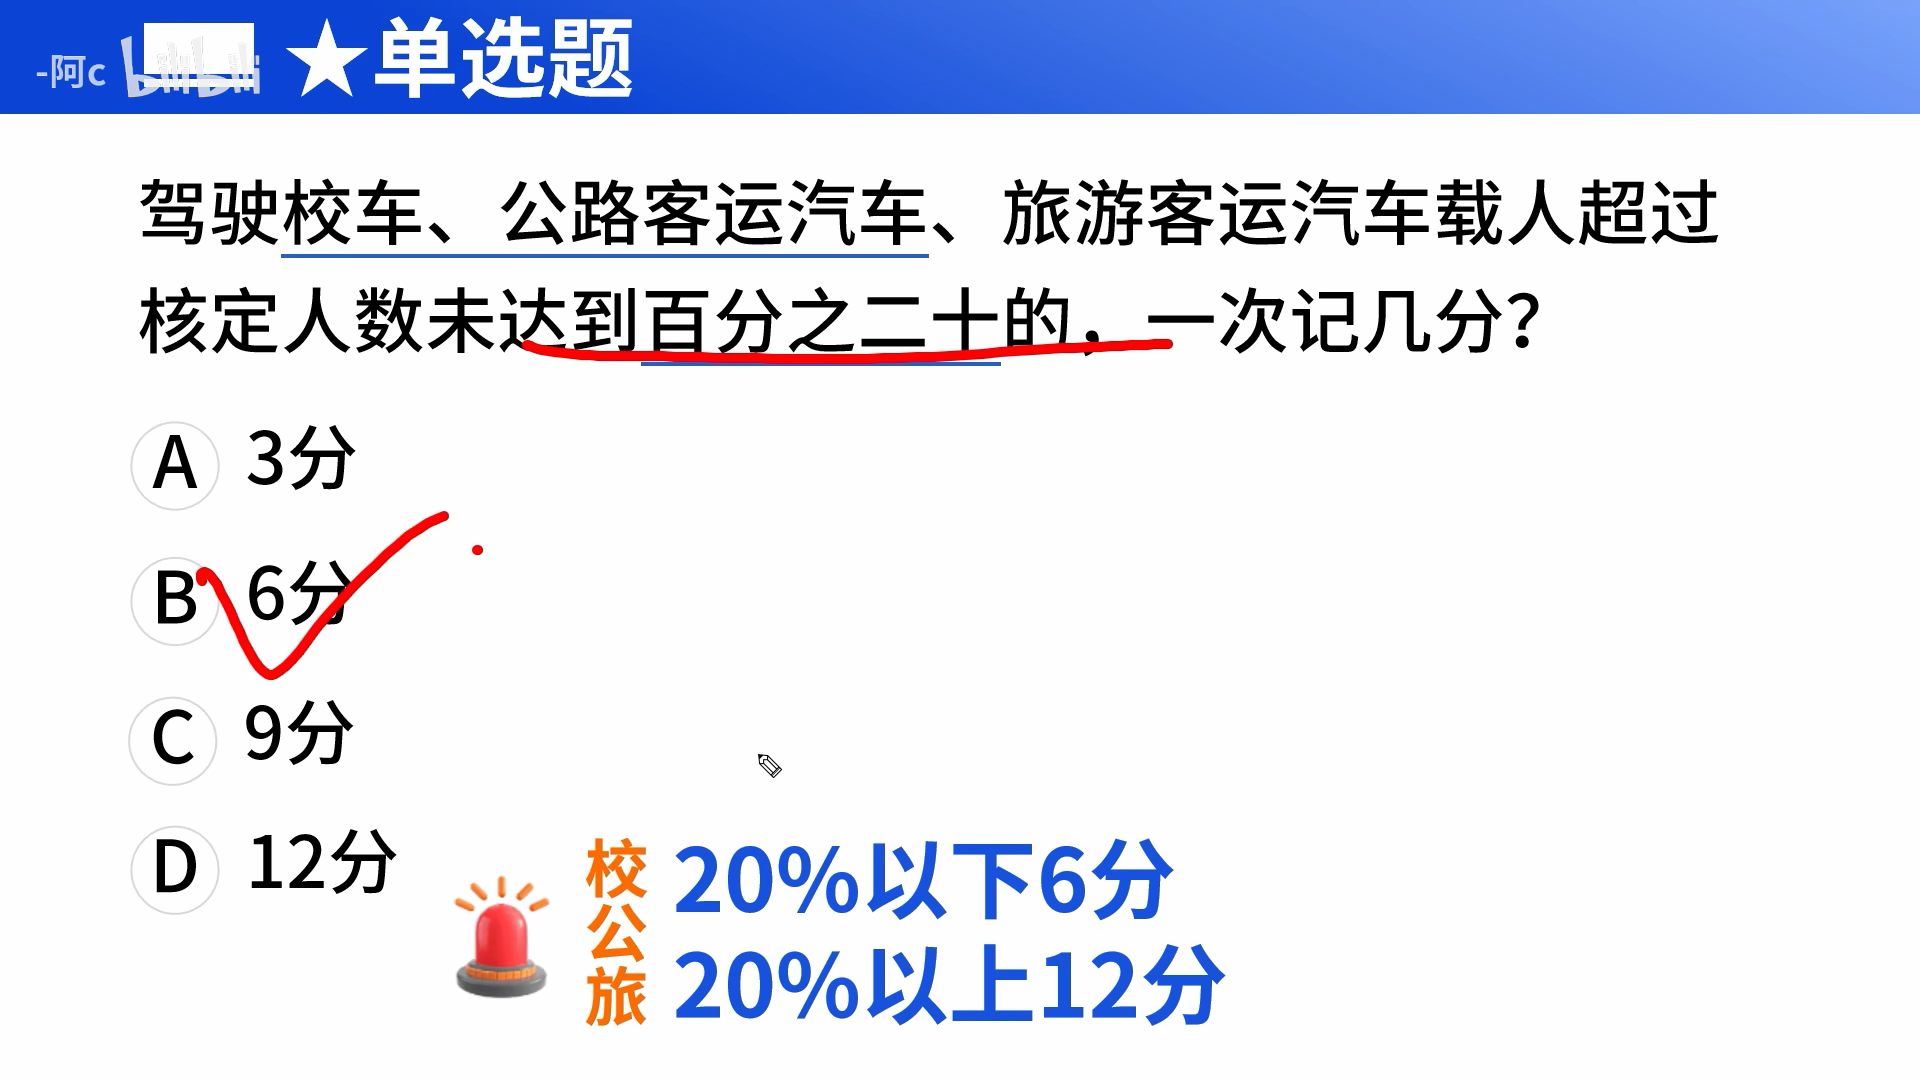 -阿c bilibili ★单选题
驾驶校车、公路客运汽车、旅游客运汽车载人超过
核定人数未达到百分之二十的，一次记几分？
A 3分
B 6分
C 9分
D 12分
校公旅
20%以下6分
20%以上12分